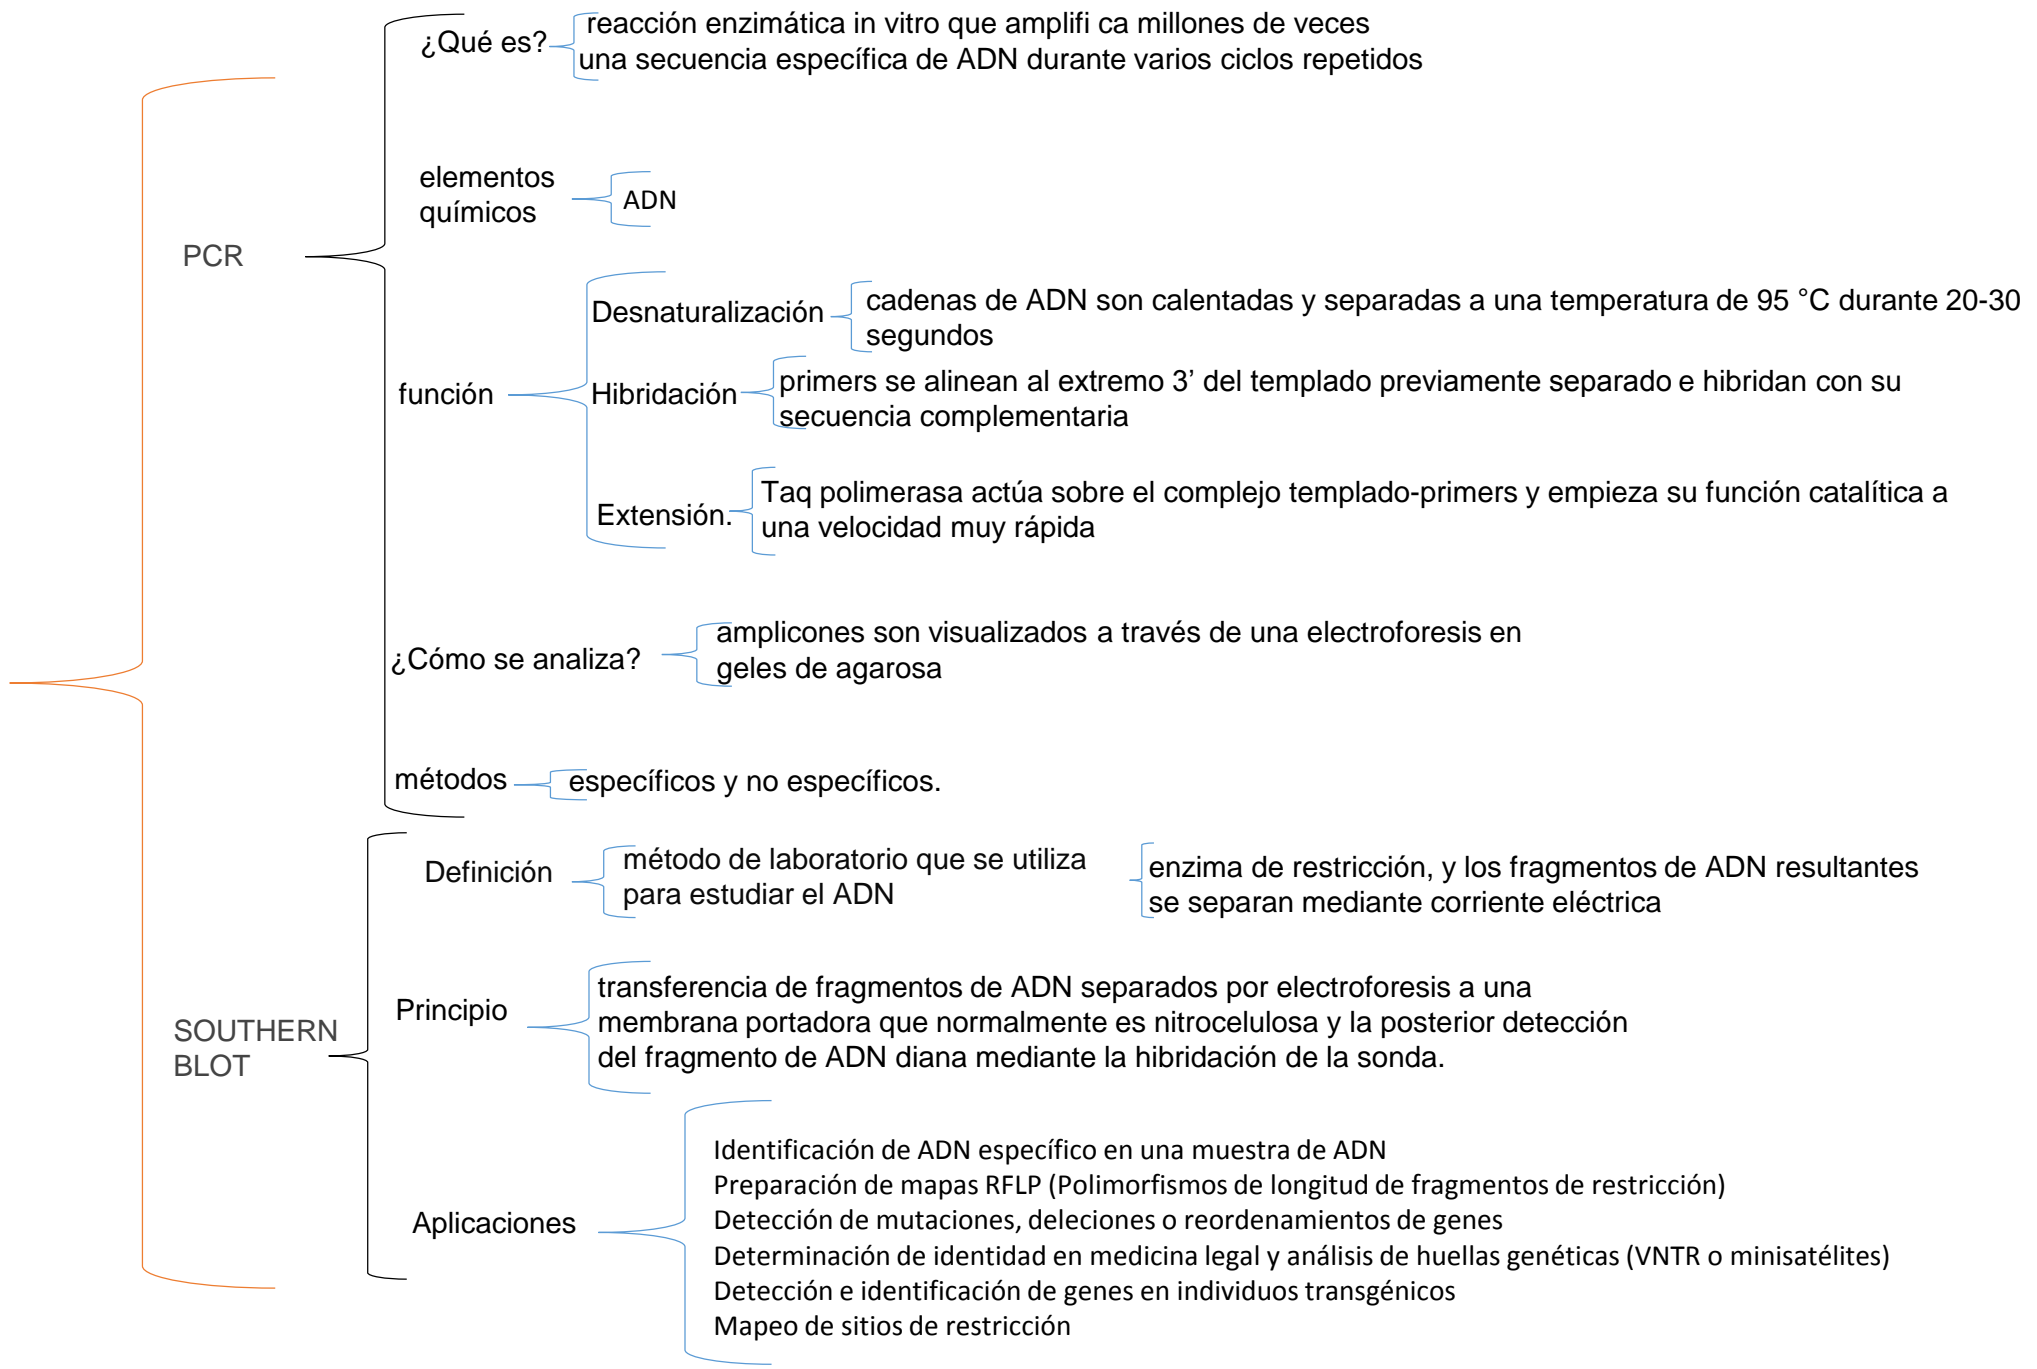 PCR
¿Qué es?
reacción enzimática in vitro que amplifi ca millones de veces
una secuencia específica de ADN durante varios ciclos repetidos
elementos
químicos
ADN
función
Desnaturalización
cadenas de ADN son calentadas y separadas a una temperatura de 95 °C durante 20-30
segundos
Hibridación
primers se alinean al extremo 3’ del templado previamente separado e hibridan con su
secuencia complementaria
Extensión.
Taq polimerasa actúa sobre el complejo templado-primers y empieza su función catalítica a
una velocidad muy rápida
¿Cómo se analiza?
amplicones son visualizados a través de una electroforesis en
geles de agarosa
métodos
específicos y no específicos.
SOUTHERN
BLOT
Definición
método de laboratorio que se utiliza
para estudiar el ADN
enzima de restricción, y los fragmentos de ADN resultantes
se separan mediante corriente eléctrica
Principio
transferencia de fragmentos de ADN separados por electroforesis a una
membrana portadora que normalmente es nitrocelulosa y la posterior detección
del fragmento de ADN diana mediante la hibridación de la sonda.
Aplicaciones
Identificación de ADN específico en una muestra de ADN
Preparación de mapas RFLP (Polimorfismos de longitud de fragmentos de restricción)
Detección de mutaciones, deleciones o reordenamientos de genes
Determinación de identidad en medicina legal y análisis de huellas genéticas (VNTR o minisatélites)
Detección e identificación de genes en individuos transgénicos
Mapeo de sitios de restricción